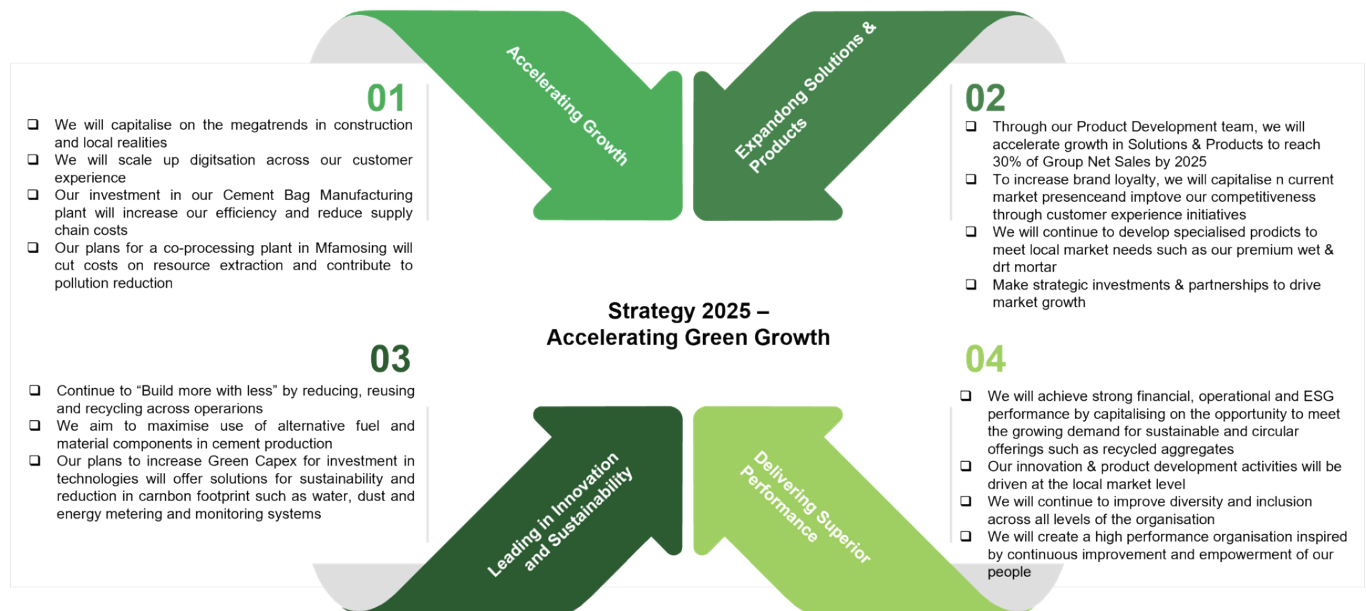 Accelerating Growth
Expandong Solutions &
Products
01
❑ We will capitalise on the megatrends in construction
and local realities
❑ We will scale up digitsation across our customer
experience
❑ Our investment in our Cement Bag Manufacturing
plant will increase our efficiency and reduce supply
chain costs
❑ Our plans for a co-processing plant in Mfamosing will
cut costs on resource extraction and contribute to
pollution reduction
02
❑ Through our Product Development team, we will
accelerate growth in Solutions & Products to reach
30% of Group Net Sales by 2025
❑ To increase brand loyalty, we will capitalise n current
market presenceand imptove our competitiveness
through customer experience initiatives
❑ We will continue to develop specialised prodicts to
meet local market needs such as our premium wet &
drt mortar
❑ Make strategic investments & partnerships to drive
market growth
Strategy 2025 –
Accelerating Green Growth
03
❑ Continue to “Build more with less” by reducing, reusing
and recycling across operarions
❑ We aim to maximise use of alternative fuel and
material components in cement production
❑ Our plans to increase Green Capex for investment in
technologies will offer solutions for sustainability and
reduction in carnbon footprint such as water, dust and
energy metering and monitoring systems
04
❑ We will achieve strong financial, operational and ESG
performance by capitalising on the opportunity to meet
the growing demand for sustainable and circular
offerings such as recycled aggregates
❑ Our innovation & product development activities will be
driven at the local market level
❑ We will continue to improve diversity and inclusion
across all levels of the organisation
❑ We will create a high performance organisation inspired
by continuous improvement and empowerment of our
people
Leading in Innovation
and Sustainability
Delivering Superior
Performance